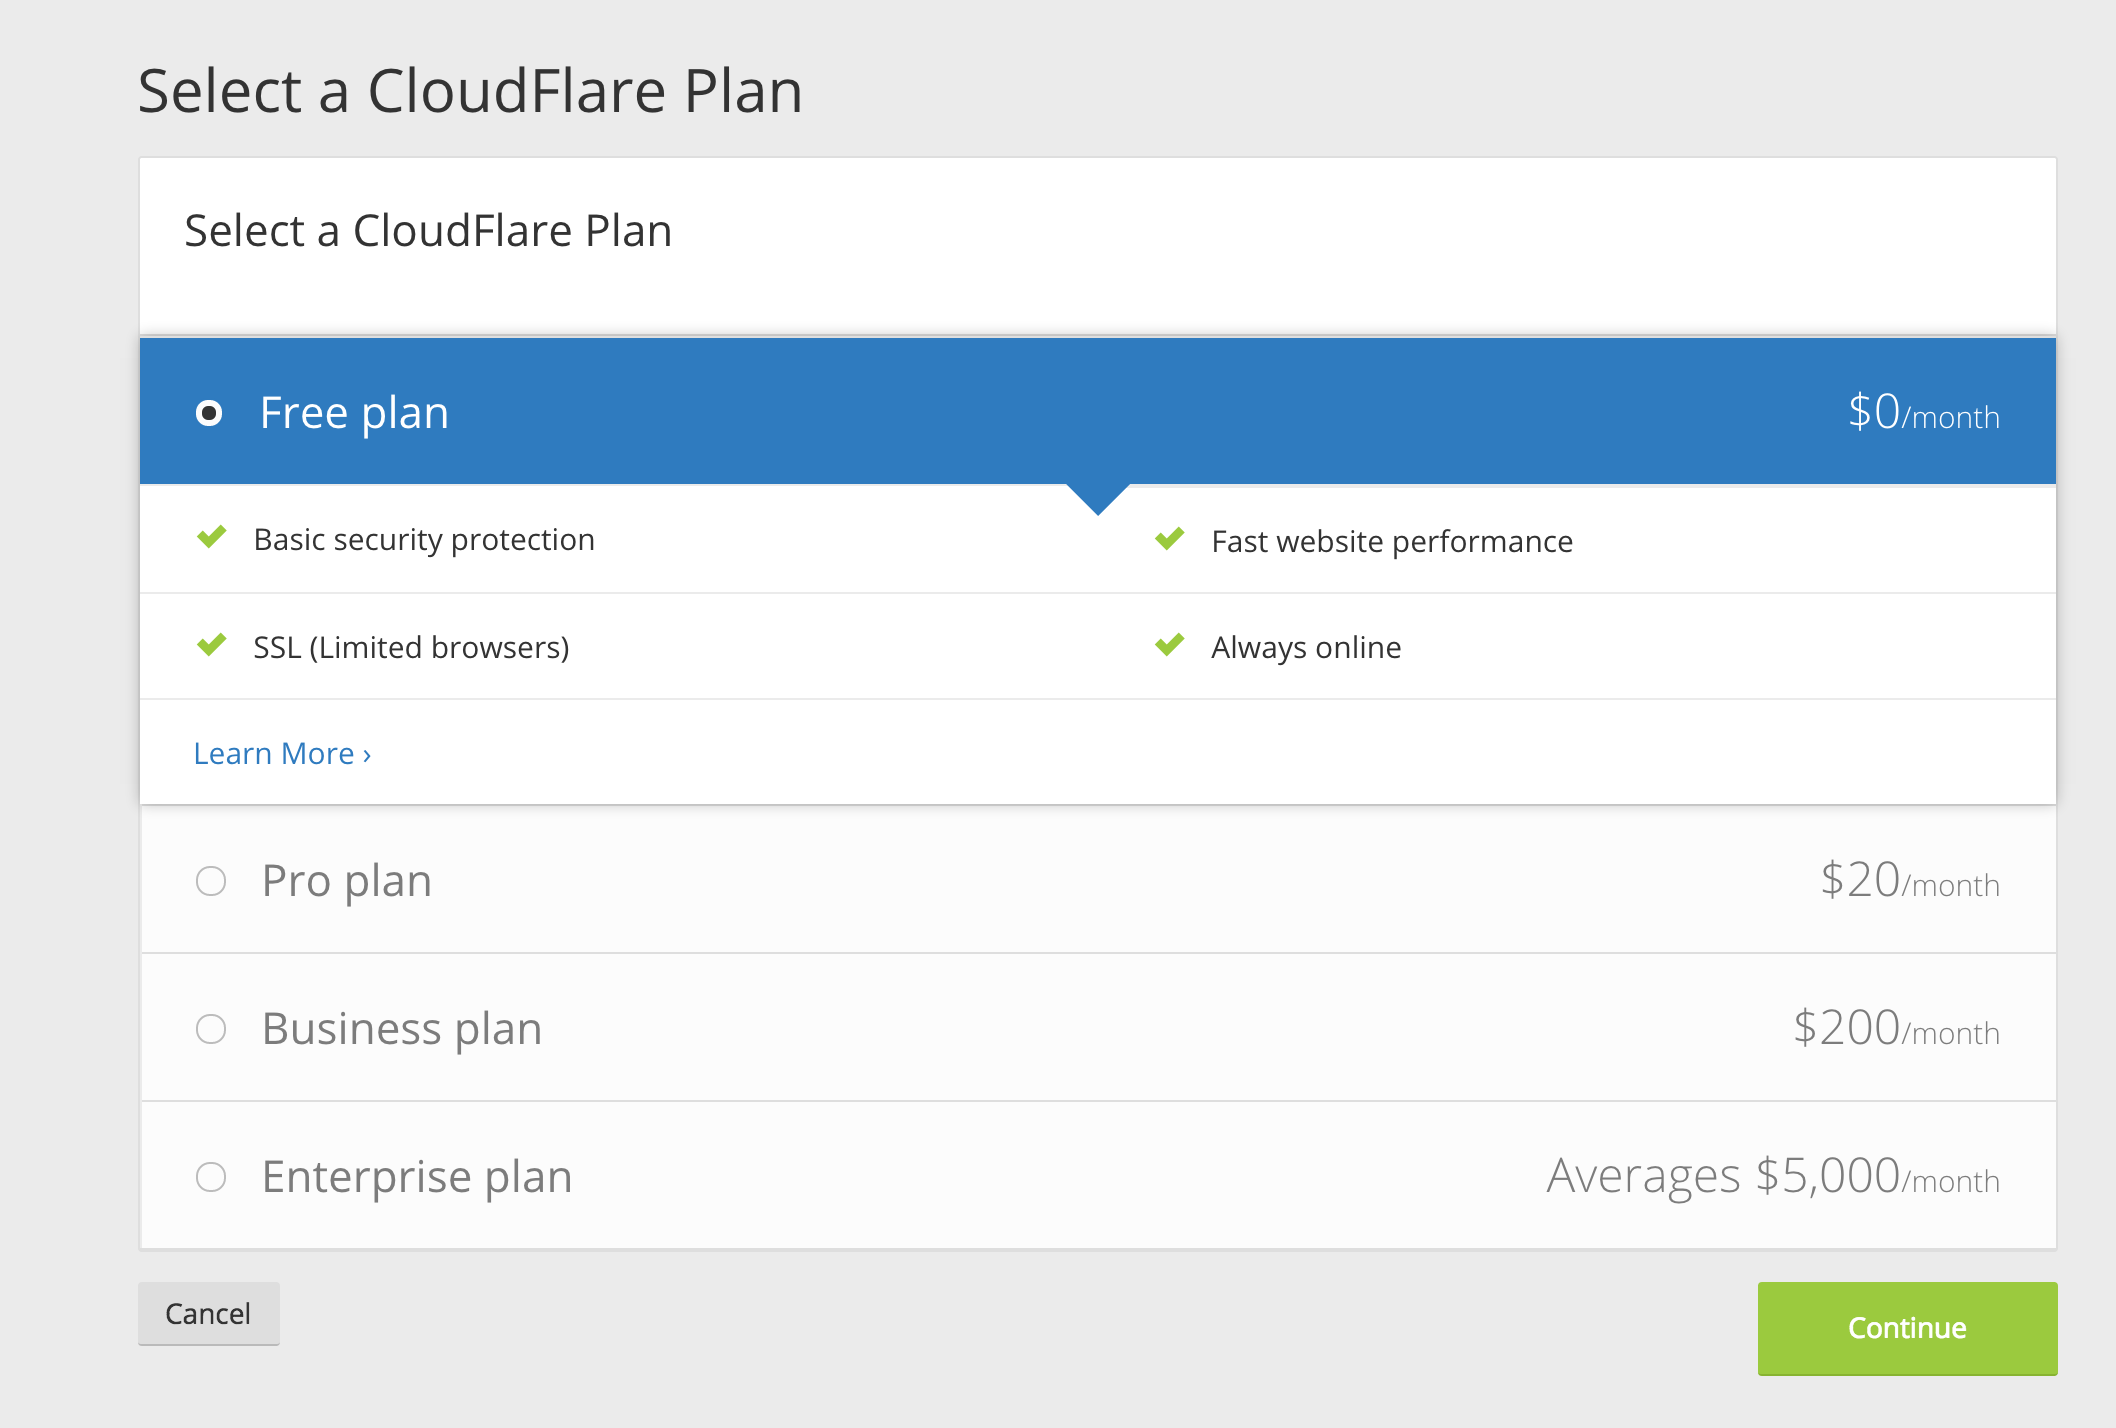 Select a CloudFlare Plan
Select a CloudFlare Plan
Free plan $0/month
Basic security protection Fast website performance
SSL (Limited browsers) Always online
Learn More ›
Pro plan $20/month
Business plan $200/month
Enterprise plan Averages $5,000/month
Cancel Continue